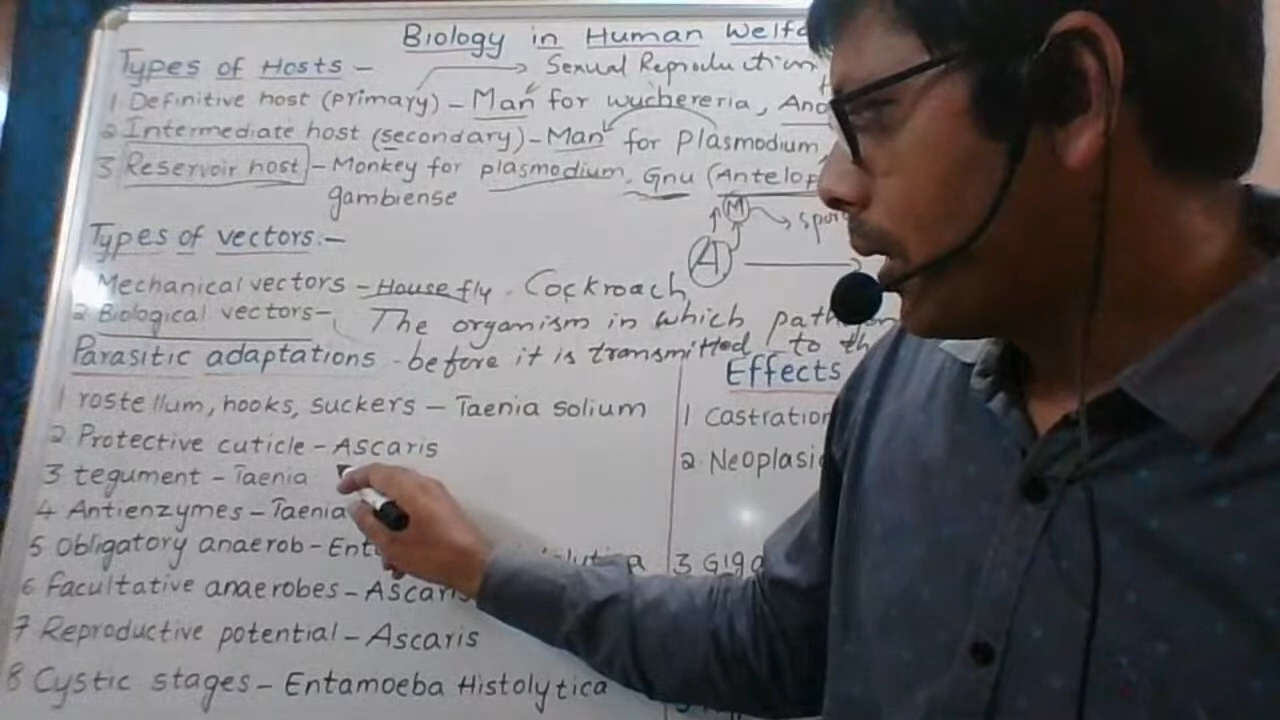 Biology in Human
Types of Hosts - → Sexual Reproduction
1 Definitive host (primary) - Man for wuchereria,
2 Intermediate host (secondary) - Man for Plasmodium,
3 Reservoir host - Monkey for plasmodium, Gnu
gambiense
M
A
Types of vectors:-
Mechanical vectors - House fly . Cockroach
2 Biological vectors- The organism in which
Parasitic adaptations - before it is transmitted to
Effects
1 rostellum, hooks, suckers - Taenia solium
2 Protective cuticle - Ascaris
3 tegument - Taenia
4 Antienzymes - Taenia
5 Obligatory anaerob -
6 facultative anaerobes - Ascaris
7 Reproductive potential - Ascaris
8 Cystic stages - Entamoeba Histolytica
1 Castration
2. Neoplasi
3